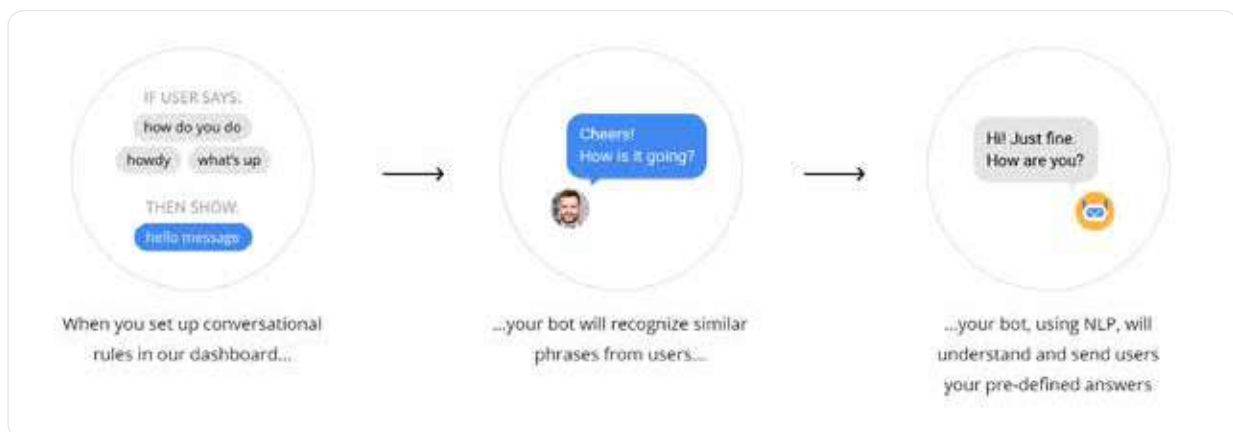 IF USER SAYS:
how do you do
howdy what's up
THEN SHOW:
hello message
When you set up conversational
rules in our dashboard...
Cheers!
How is it going?
...your bot will recognize similar
phrases from users...
Hi! Just fine.
How are you?
...your bot, using NLP, will
understand and send users
your pre-defined answers